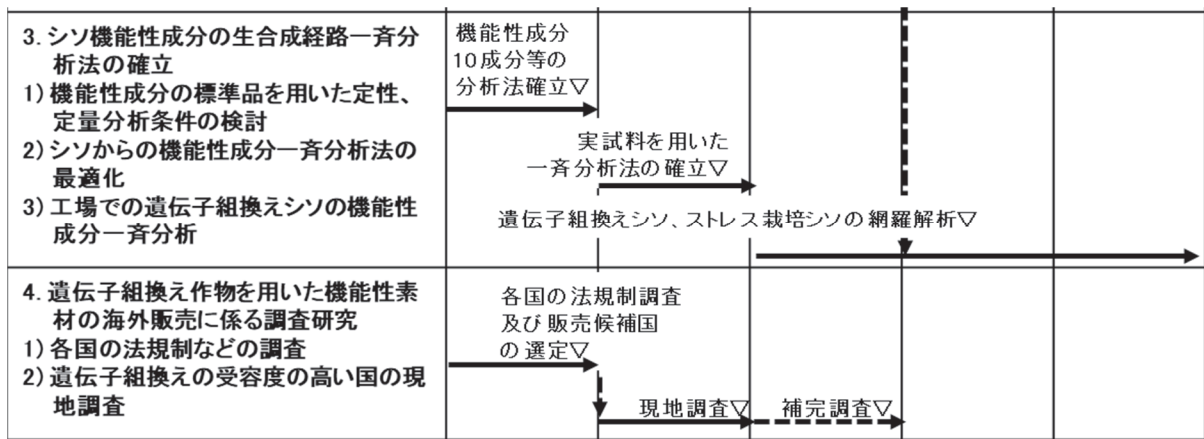 3. シソ機能性成分の生合成経路一斉分
析法の確立
1) 機能性成分の標準品を用いた定性、
定量分析条件の検討
2) シソからの機能性成分一斉分析法の
最適化
3) 工場での遺伝子組換えシソの機能性
成分一斉分析
機能性成分
10成分等の
分析法確立▽
実試料を用いた
一斉分析法の確立▽
遺伝子組換えシソ、ストレス栽培シソの網羅解析▽
4. 遺伝子組換え作物を用いた機能性素
材の海外販売に係る調査研究
1) 各国の法規制などの調査
2) 遺伝子組換えの受容度の高い国の現
地調査
各国の法規制調査
及び販売候補国
の選定▽
現地調査▽
補完調査▽